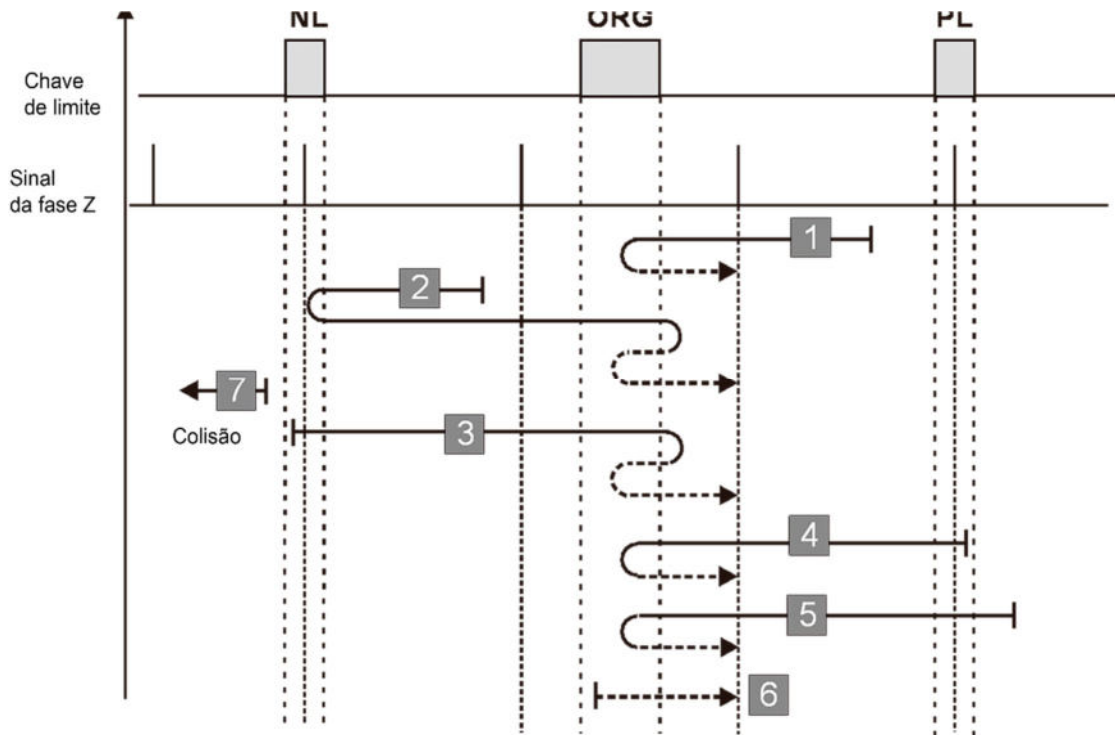 NL ORG PL
Chave
de limite
Sinal
da fase Z
1
2
7
Colisão
3
4
5
6